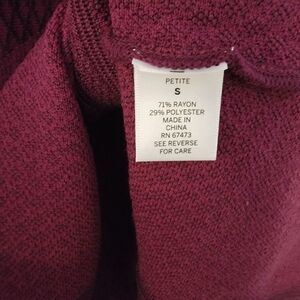 PETITE
S
71% RAYON
29% POLYESTER
MADE IN
CHINA
RN 67473
SEE REVERSE
FOR CARE